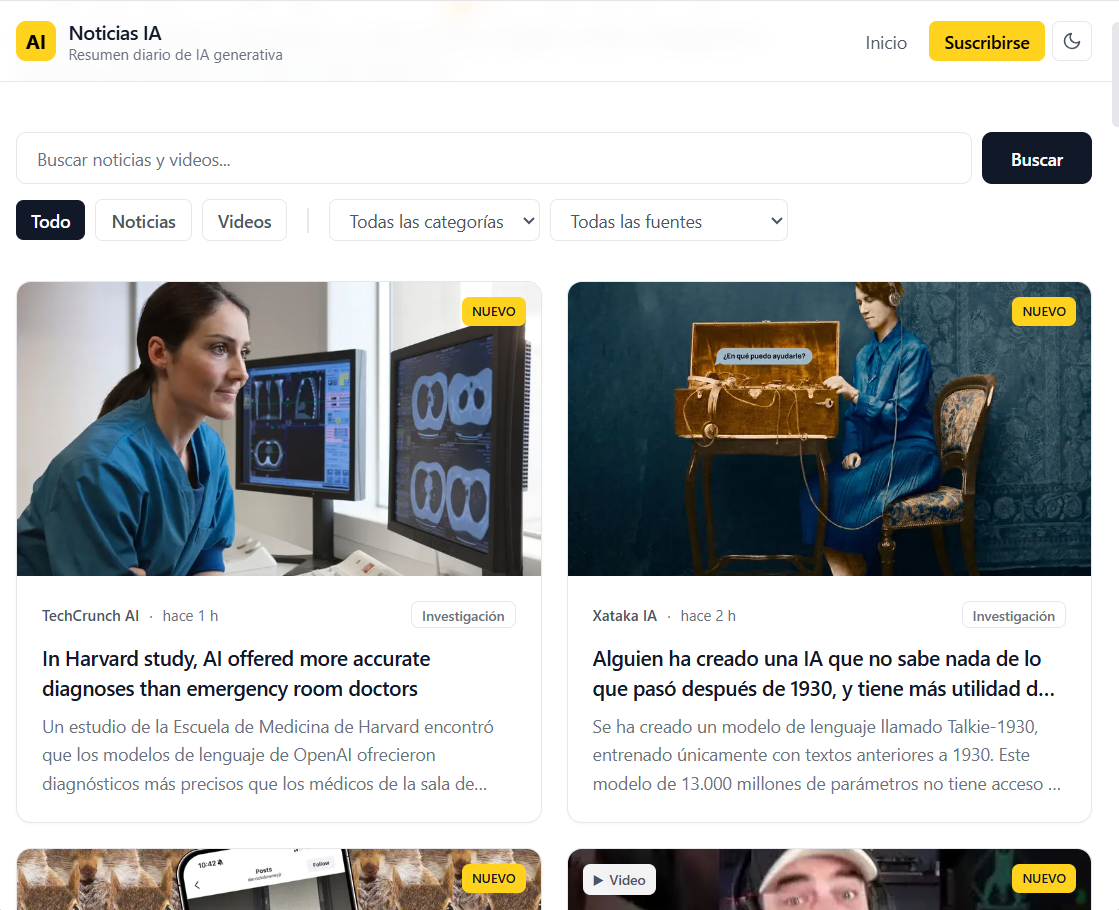 AI
Noticias IA
Resumen diario de IA generativa
Inicio
Suscribirse
Buscar noticias y videos...
Buscar
Todo
Noticias
Videos
Todas las categorías
Todas las fuentes
NUEVO
NUEVO
¿En qué puedo ayudarle?
TechCrunch AI · hace 1 h
Investigación
In Harvard study, AI offered more accurate
diagnoses than emergency room doctors
Un estudio de la Escuela de Medicina de Harvard encontró
que los modelos de lenguaje de OpenAI ofrecieron
diagnósticos más precisos que los médicos de la sala de...
Xataka IA · hace 2 h
Investigación
Alguien ha creado una IA que no sabe nada de lo
que pasó después de 1930, y tiene más utilidad d...
Se ha creado un modelo de lenguaje llamado Talkie-1930,
entrenado únicamente con textos anteriores a 1930. Este
modelo de 13.000 millones de parámetros no tiene acceso ...
10:42
Posts
Follow
NUEVO
Video
NUEVO